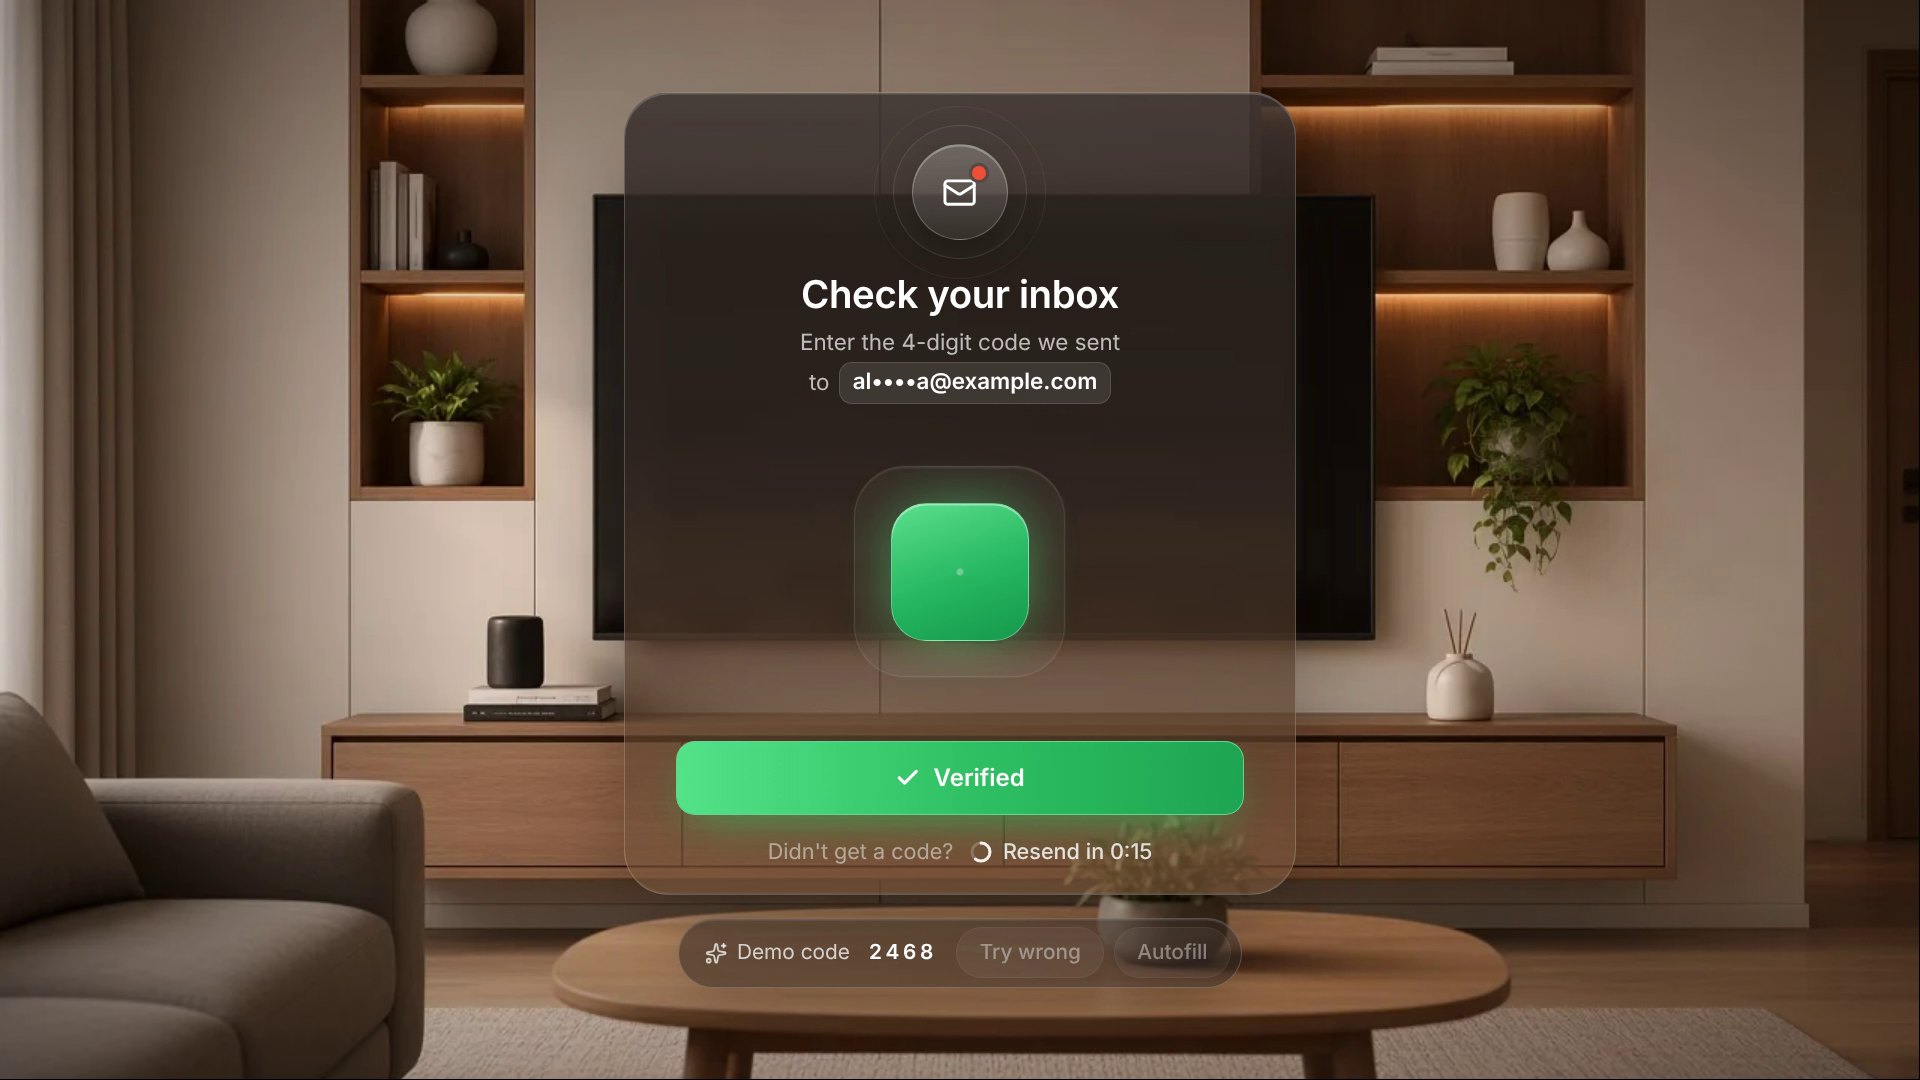 Check your inbox
Enter the 4-digit code we sent
to al••••a@example.com
Verified
Didn't get a code? Resend in 0:15
Demo code 2468 Try wrong Autofill